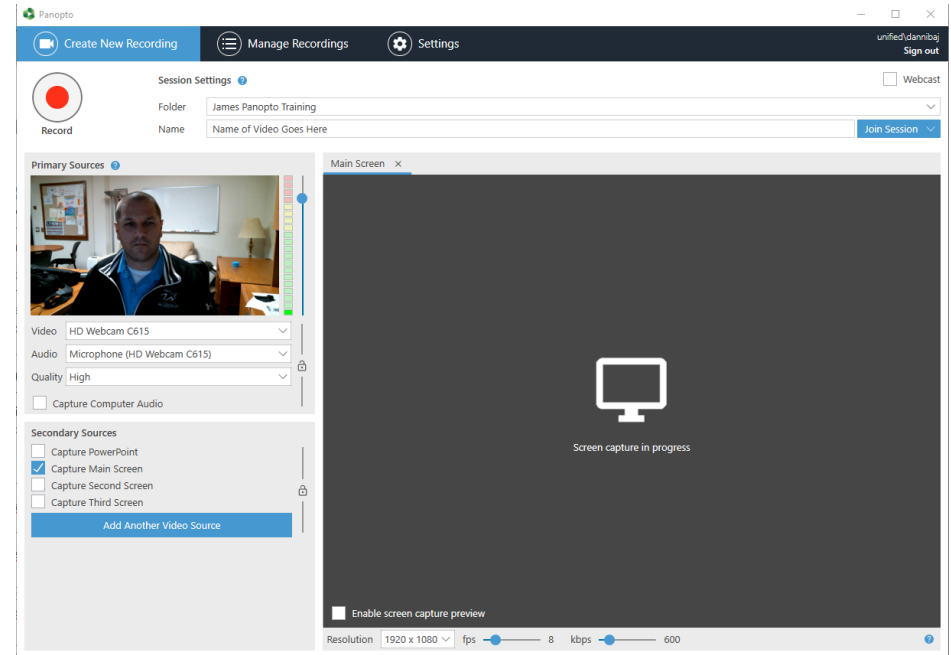 Panopto
Create New Recording
Manage Recordings
Settings
unified\dannibaj
Sign out
Session Settings ?
Webcast
Folder James Panopto Training
Record
Name Name of Video Goes Here
Join Session
Primary Sources ?
Main Screen ×
Video HD Webcam C615
Audio Microphone (HD Webcam C615)
Quality High
Capture Computer Audio
Secondary Sources
Capture PowerPoint
Capture Main Screen
Capture Second Screen
Capture Third Screen
Add Another Video Source
Screen capture in progress
Enable screen capture preview
Resolution 1920 x 1080 fps 8 kbps 600 ?